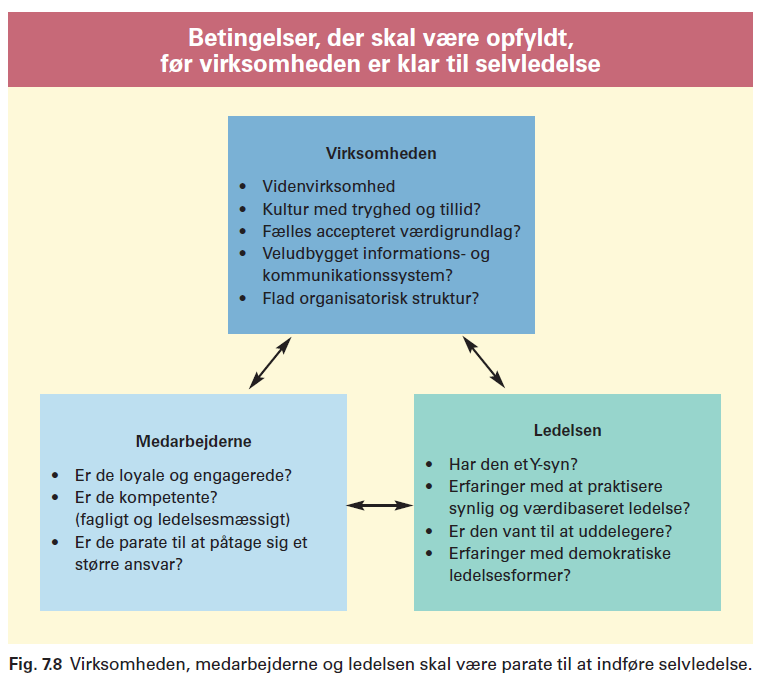 Betingelser, der skal være opfyldt,
før virksomheden er klar til selvledelse
Virksomheden
• Videnvirksomhed
• Kultur med tryghed og tillid?
• Fælles accepteret værdigrundlag?
• Veludbygget informations- og
kommunikationssystem?
• Flad organisatorisk struktur?
Medarbejderne
• Er de loyale og engagerede?
• Er de kompetente?
(fagligt og ledelsesmæssigt)
• Er de parate til at påtage sig et
større ansvar?
Ledelsen
• Har den et Y-syn?
• Erfaringer med at praktisere
synlig og værdibaseret ledelse?
• Er den vant til at uddelegere?
• Erfaringer med demokratiske
ledelsesformer?
Fig. 7.8 Virksomheden, medarbejderne og ledelsen skal være parate til at indføre selvledelse.